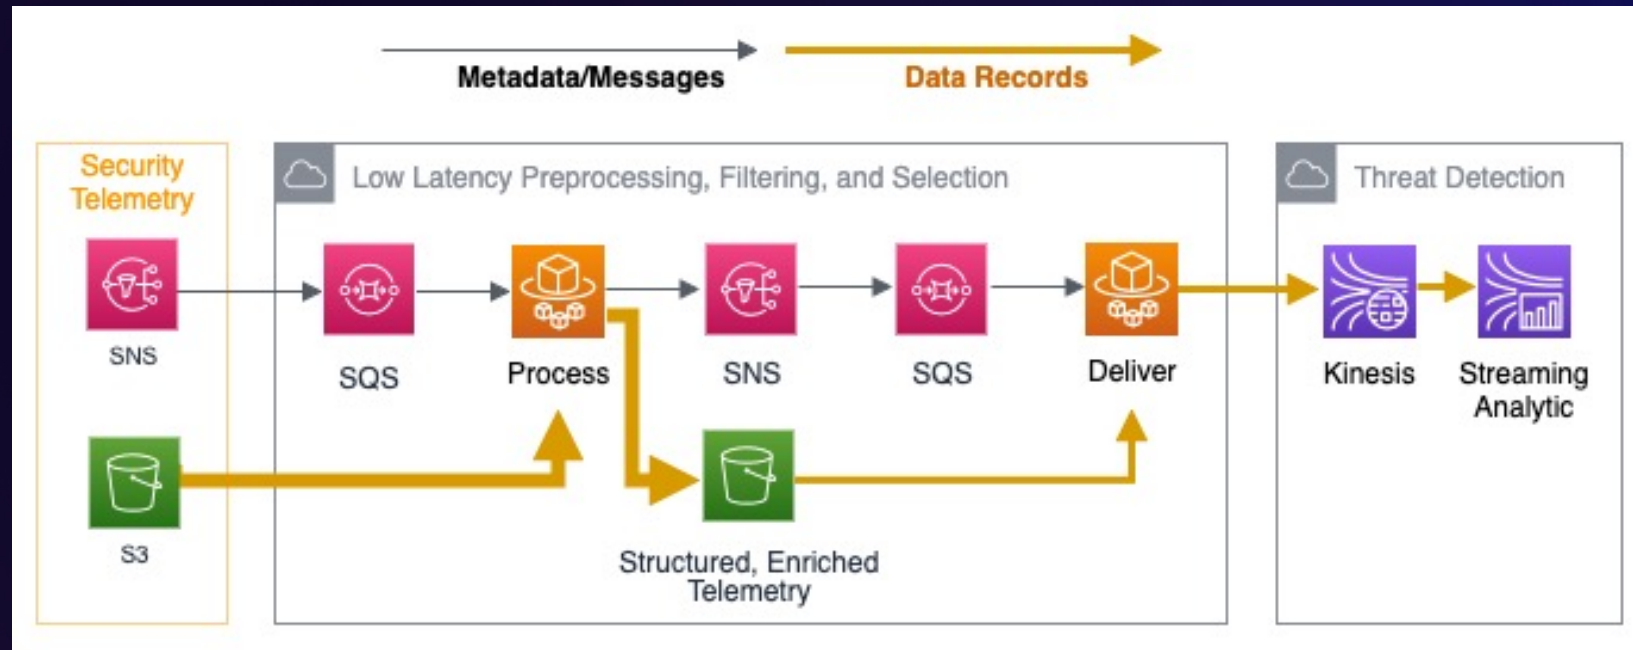 Metadata/Messages
Data Records
Security
Telemetry
SNS
S3
Low Latency Preprocessing, Filtering, and Selection
SQS
Process
SNS
SQS
Deliver
Structured, Enriched
Telemetry
Threat Detection
Kinesis
Streaming
Analytic